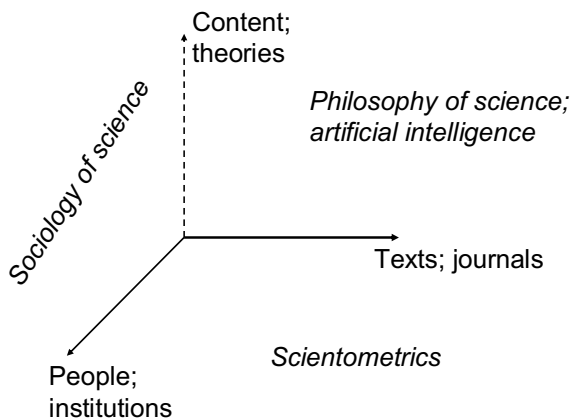 Content;
theories
Sociology of science
Philosophy of science;
artificial intelligence
Texts; journals
Scientometrics
People;
institutions